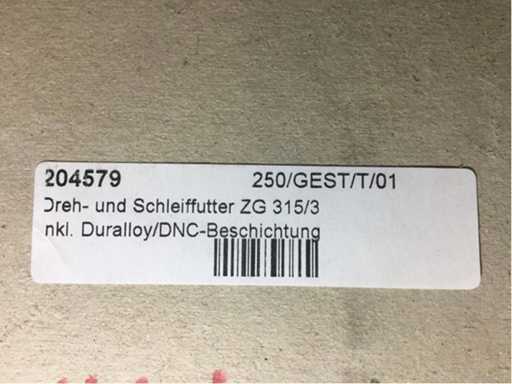 204579 250/GEST/T/01
Dreh- und Schleiffutter ZG 315/3
nkl. Duralloy/DNC-Beschichtung